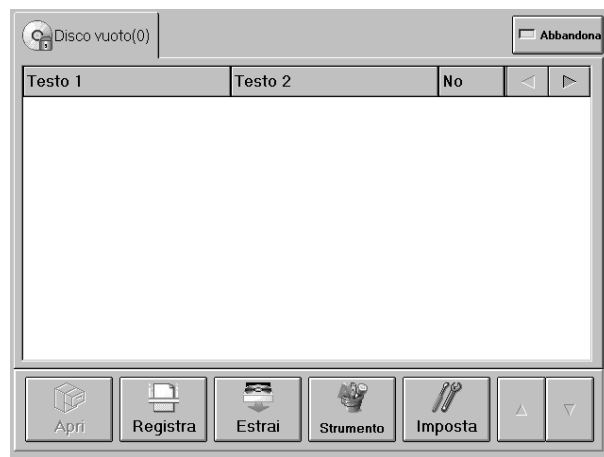 Disco vuoto(0)
Abbandona
Testo 1 Testo 2 No
Apri Registra Estrai Strumento Imposta